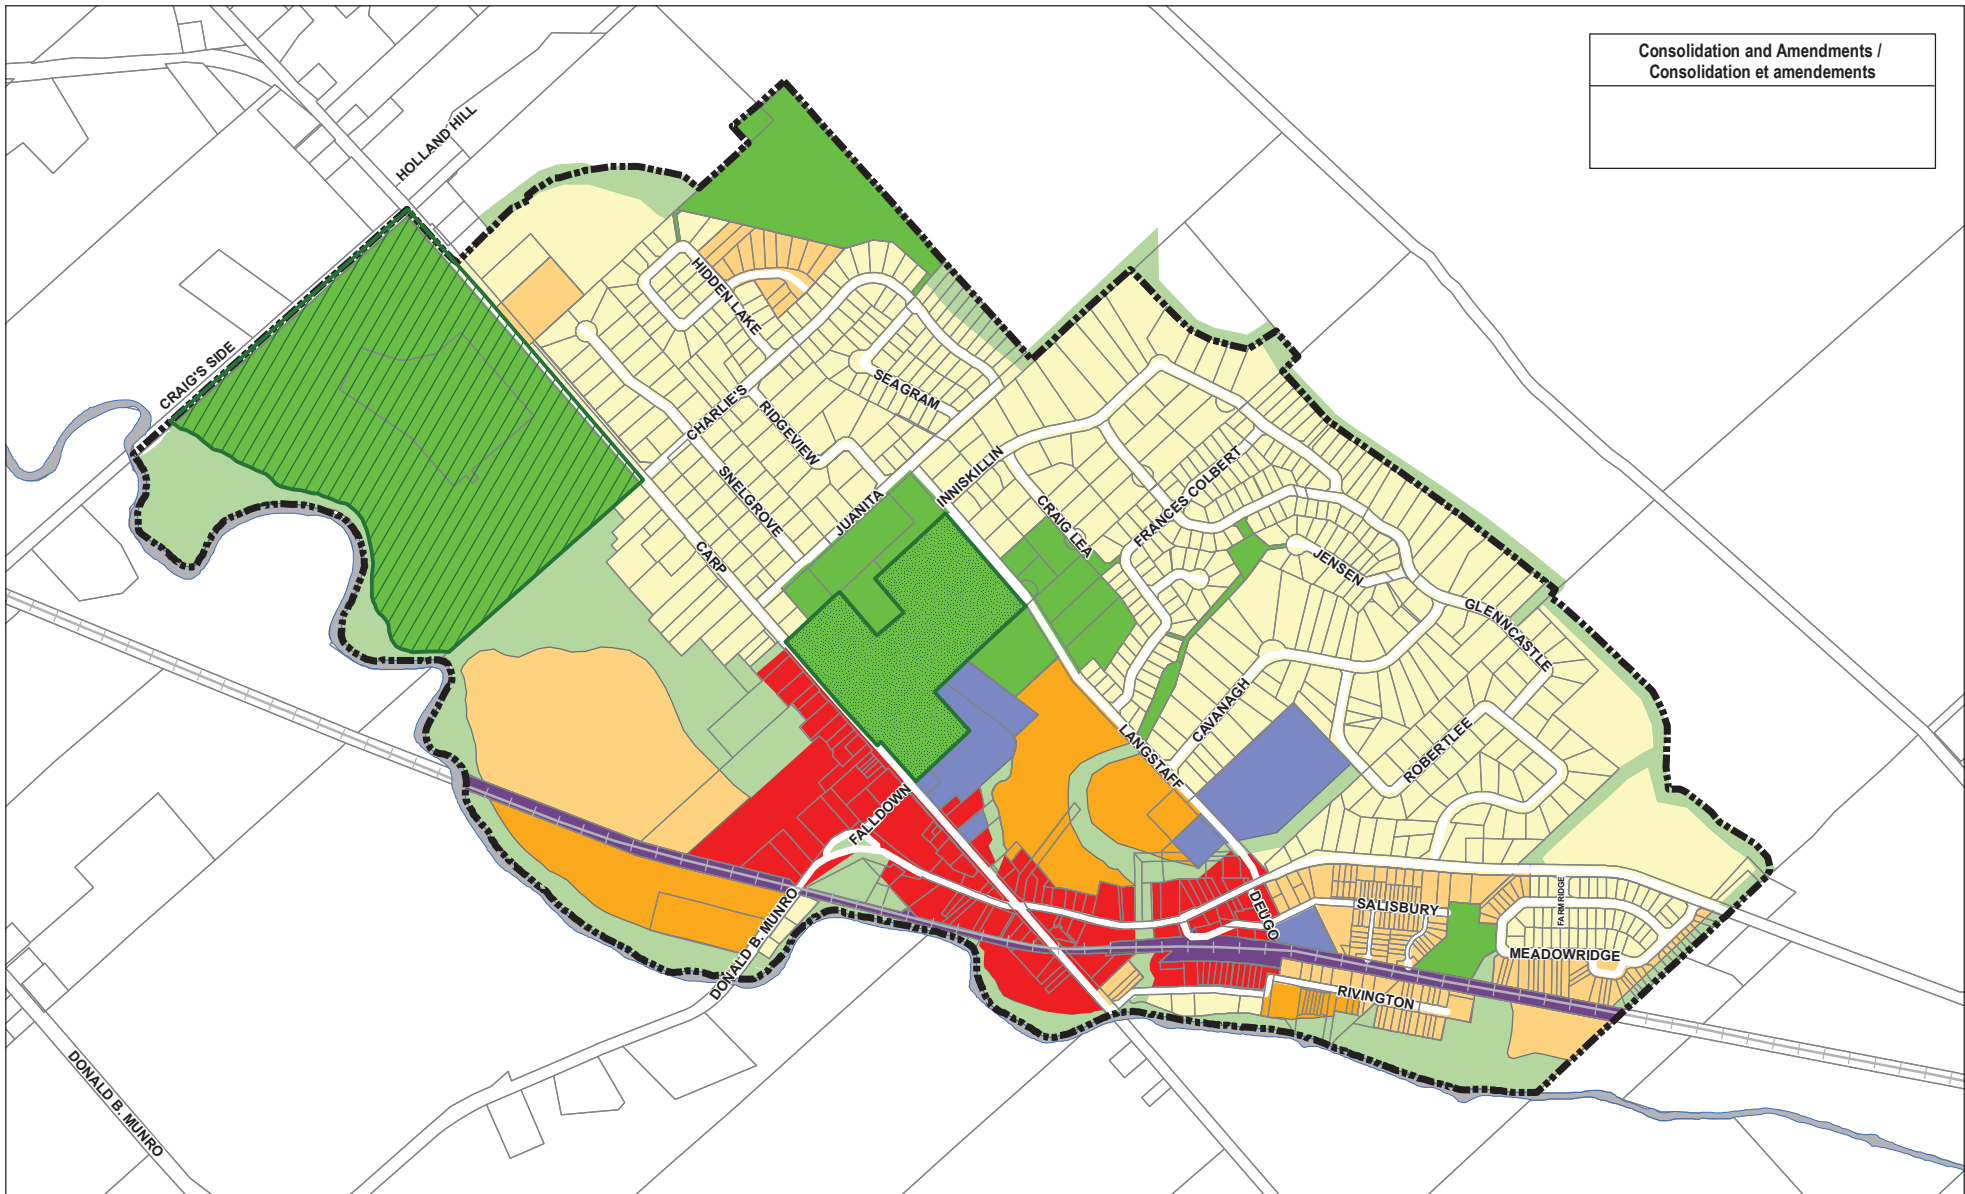 Consolidation and Amendments /
Consolidation et amendements
HOLLAND HILL
CRAIG'S SIDE
HIDDEN LAKE
CHARLIE'S
SEAGRAM
RIDGEVIEW
SNELGROVE
JUANITA
INNISKILLIN
CARP
CRAIG LEA
FRANCES COLBERT
JENSEN
GLENNCASTLE
CAVANAGH
LANGSTAFF
ROBERTLEE
FALLDOWN
DONALD B. MUNRO
DEUGO
SALISBURY
FARMRIDGE
MEADOWRIDGE
RIVINGTON
DONALD B. MUNRO